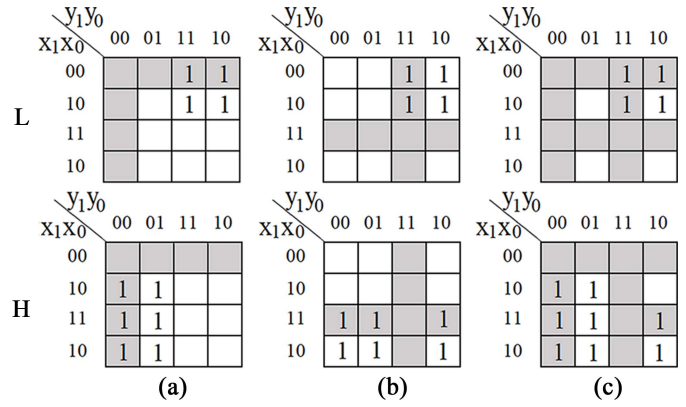 y₁y₀ y₁y₀ y₁y₀
x₁x₀ 00 01 11 10 x₁x₀ 00 01 11 10 x₁x₀ 00 01 11 10
00 1 1 00 1 1 00 1 1
L 10 1 1 10 1 1 10 1 1
11 11 11
10 10 10
y₁y₀ y₁y₀ y₁y₀
x₁x₀ 00 01 11 10 x₁x₀ 00 01 11 10 x₁x₀ 00 01 11 10
00 00 00
H 10 1 1 10 10 1 1
11 1 1 11 1 1 1 11 1 1 1
10 1 1 10 1 1 1 10 1 1 1
(a) (b) (c)